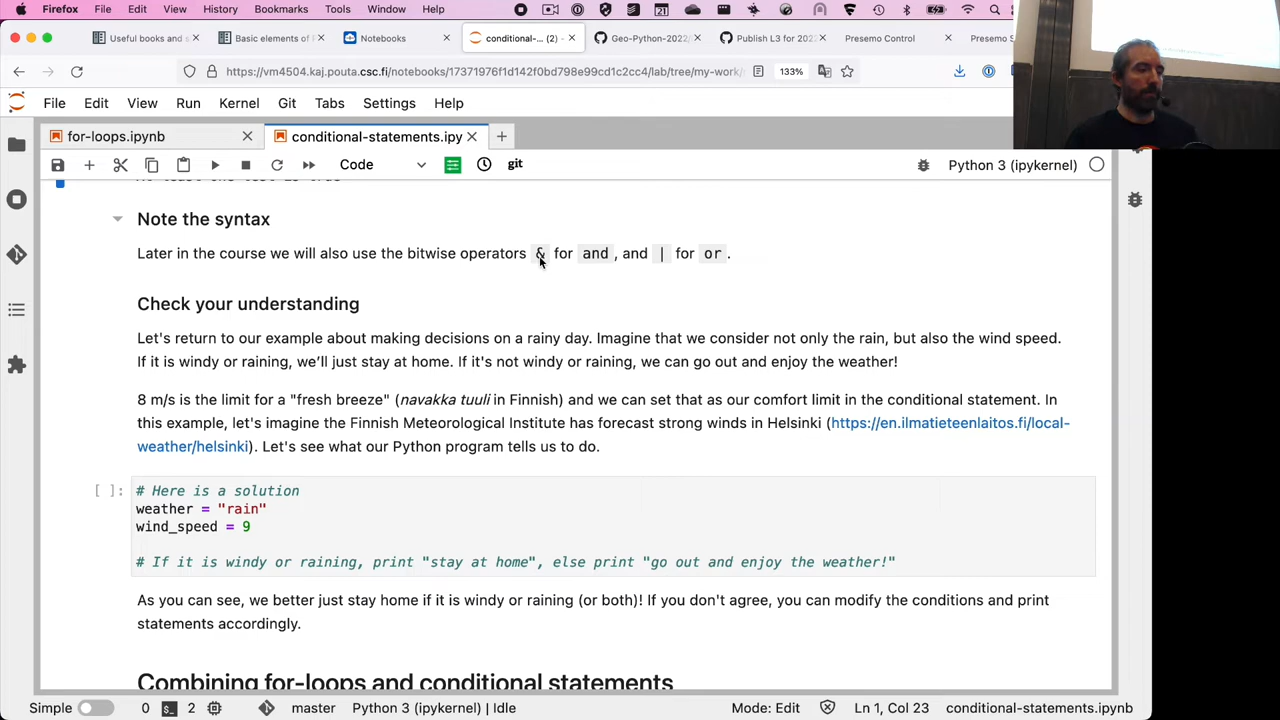 Firefox File Edit View History Bookmarks Tools Window Help
Useful books and s Basic elements of Notebooks conditional-... (2) Geo-Python-2022/ Publish L3 for 202 Presemo Control Presemo S
https://vm4504.kaj.pouta.csc.fi/notebooks/17371976f1d142f0bd798e99cd1c2cc4/lab/tree/my-work/ 133%
File Edit View Run Kernel Git Tabs Settings Help
for-loops.ipynb conditional-statements.ipy
Code git Python 3 (ipykernel)
Note the syntax
Later in the course we will also use the bitwise operators & for and, and | for or.
Check your understanding
Let's return to our example about making decisions on a rainy day. Imagine that we consider not only the rain, but also the wind speed.
If it is windy or raining, we'll just stay at home. If it's not windy or raining, we can go out and enjoy the weather!
8 m/s is the limit for a "fresh breeze" (navakka tuuli in Finnish) and we can set that as our comfort limit in the conditional statement. In
this example, let's imagine the Finnish Meteorological Institute has forecast strong winds in Helsinki (https://en.ilmatieteenlaitos.fi/local-
weather/helsinki). Let's see what our Python program tells us to do.
[ ]: # Here is a solution
weather = "rain"
wind_speed = 9
# If it is windy or raining, print "stay at home", else print "go out and enjoy the weather!"
As you can see, we better just stay home if it is windy or raining (or both)! If you don't agree, you can modify the conditions and print
statements accordingly.
Combining for-loops and conditional statements
Simple 0 2 master Python 3 (ipykernel) | Idle Mode: Edit Ln 1, Col 23 conditional-statements.ipynb